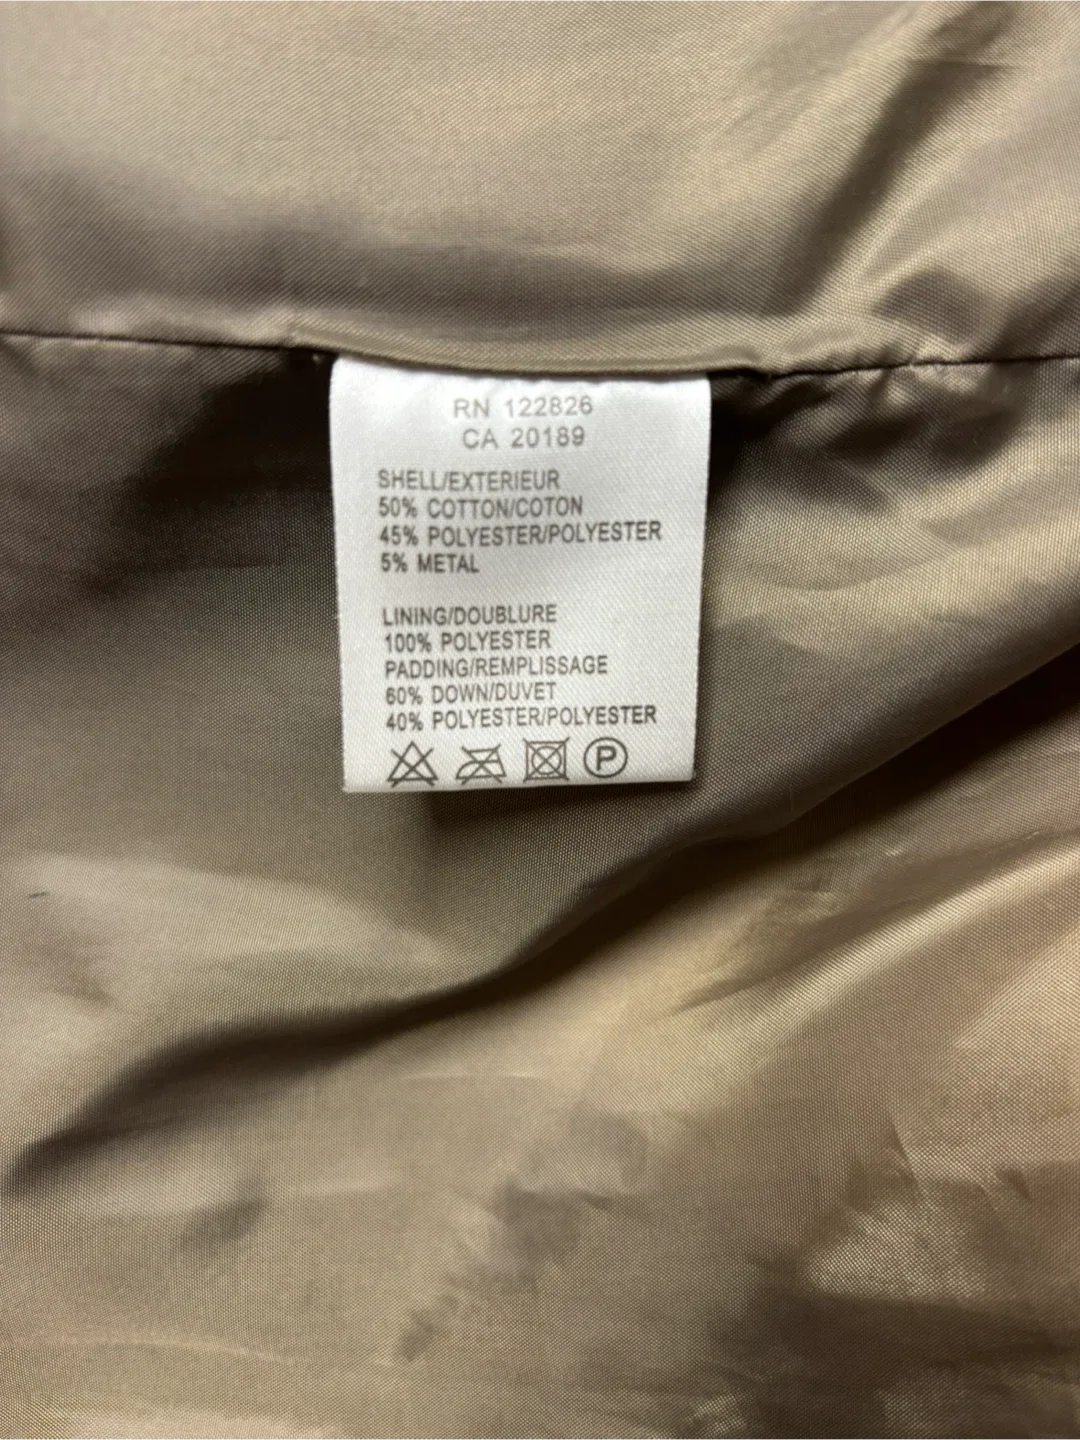 RN 122826
CA 20189
SHELL/EXTERIEUR
50% COTTON/COTON
45% POLYESTER/POLYESTER
5% METAL
LINING/DOUBLURE
100% POLYESTER
PADDING/REMPLISSAGE
60% DOWN/DUVET
40% POLYESTER/POLYESTER
P